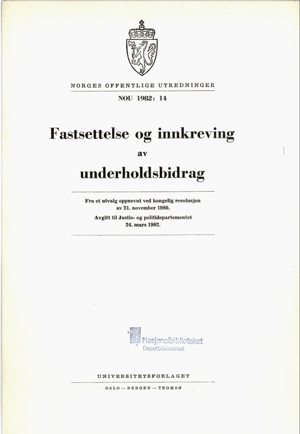 NORGES OFFENTLIGE UTREDNINGER
NOU 1982: 14
Fastsettelse og innkreving
av
underholdsbidrag
Fra et utvalg oppnevnt ved kongelig resolusjon
av 21. november 1980.
Avgitt til Justis- og politidepartementet
24. mars 1982.
Nasjonalbiblioteket
Depotbiblioteket
UNIVERSITETSFORLAGET
OSLO — BERGEN — TROMSØ